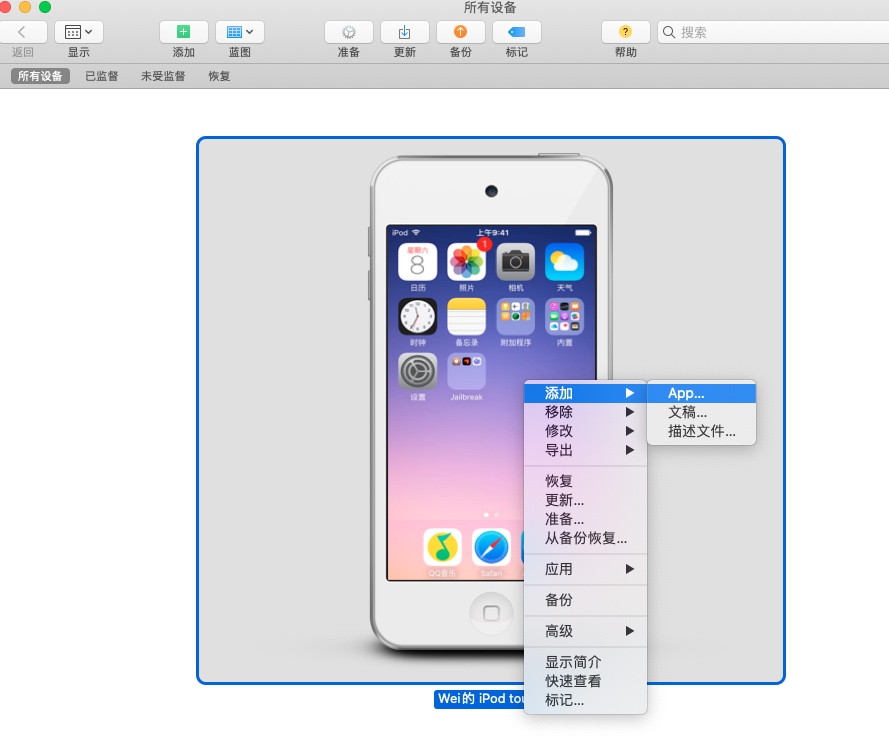 所有设备
返回 显示 添加 蓝图 准备 更新 备份 标记 帮助 搜索
所有设备 已监督 未受监督 恢复
iPod 上午9:41
星期六
8
1
日历 照片 相机 天气
时钟 备忘录 附加程序 内置
设置 Jailbreak
QQ音乐 Safari
添加
移除
修改
导出
恢复
更新...
准备...
从备份恢复...
应用
备份
高级
显示简介
快速查看
标记...
App...
文稿...
描述文件...
Wei的 iPod tou